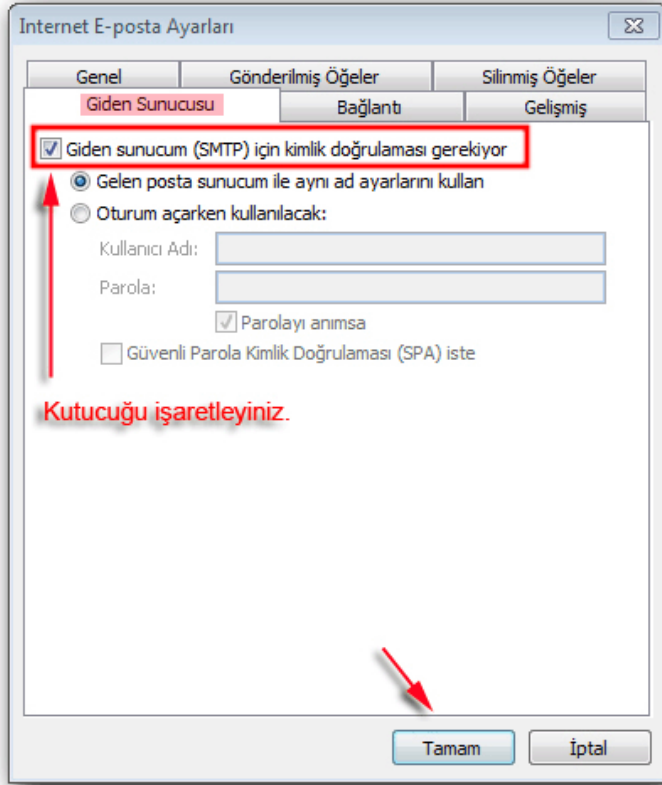 Internet E-posta Ayarları
Genel
Gönderilmiş Öğeler
Silinmiş Öğeler
Giden Sunucusu
Bağlantı
Gelişmiş
Giden sunucum (SMTP) için kimlik doğrulaması gerekiyor
Gelen posta sunucum ile aynı ad ayarlarını kullan
Oturum açarken kullanılacak:
Kullanıcı Adı:
Parola:
Parolayı anımsa
Güvenli Parola Kimlik Doğrulaması (SPA) iste
Kutucuğu işaretleyiniz.
Tamam
İptal